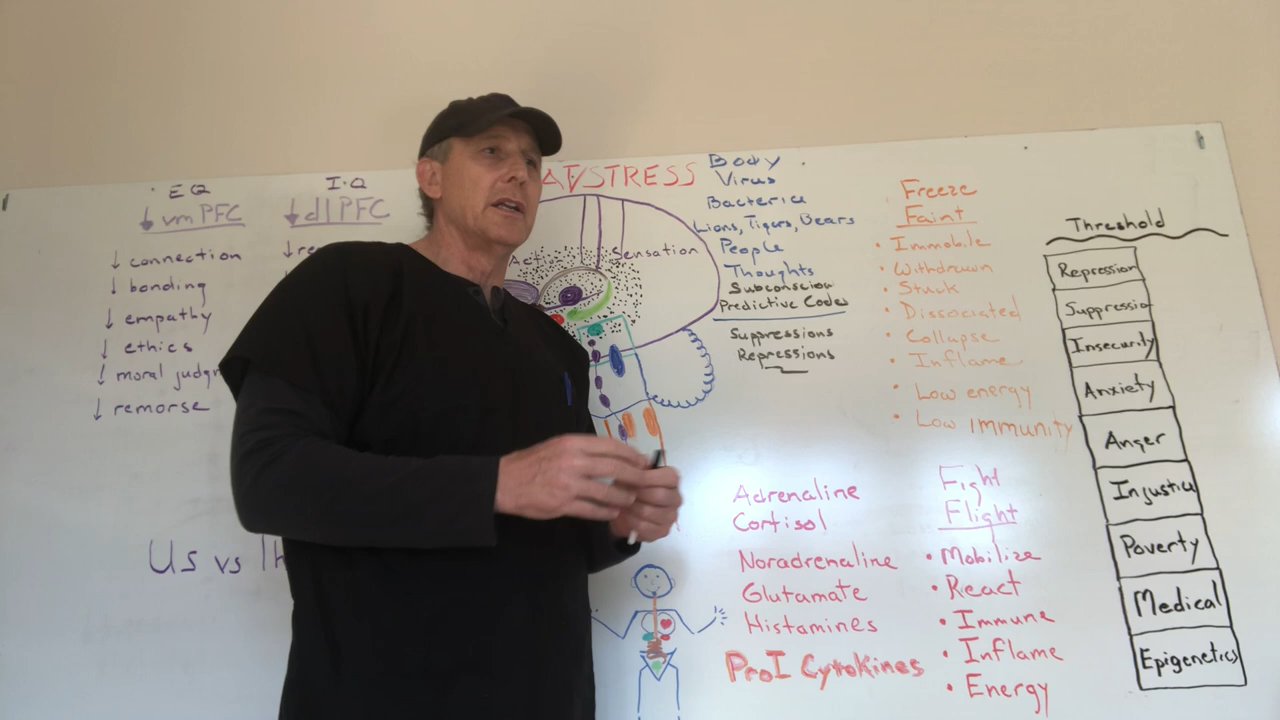 EQ
↓ vmPFC
↓ connection
↓ bonding
↓ empathy
↓ ethics
↓ moral judgm
↓ remorse
Us vs Th
I.Q
↓ dlPFC
↓ re
STRESS
Act
Sensation
Body
Virus
Bacteria
Lions, Tigers, Bears
People
Thoughts
Subconscious
Predictive Codes
Suppressions
Repressions
Freeze
Faint
• Immobile
• Withdrawn
• Stuck
• Dissociated
• Collapse
• Inflame
• Low energy
• Low IMMUNITY
Adrenaline
Cortisol
Noradrenaline
Glutamate
Histamines
ProI Cytokines
Fight
Flight
• Mobilize
• React
• Immune
• Inflame
• Energy
Threshold
Repression
Suppression
Insecurity
Anxiety
Anger
Injustice
Poverty
Medical
Epigenetics